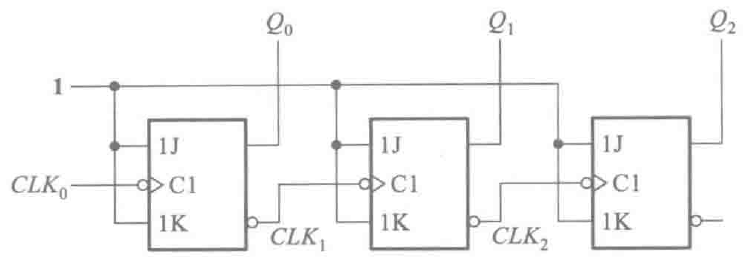 Q₀ Q₁ Q₂
1
1J 1J 1J
CLK₀ C1 C1 C1
1K 1K 1K
CLK₁ CLK₂